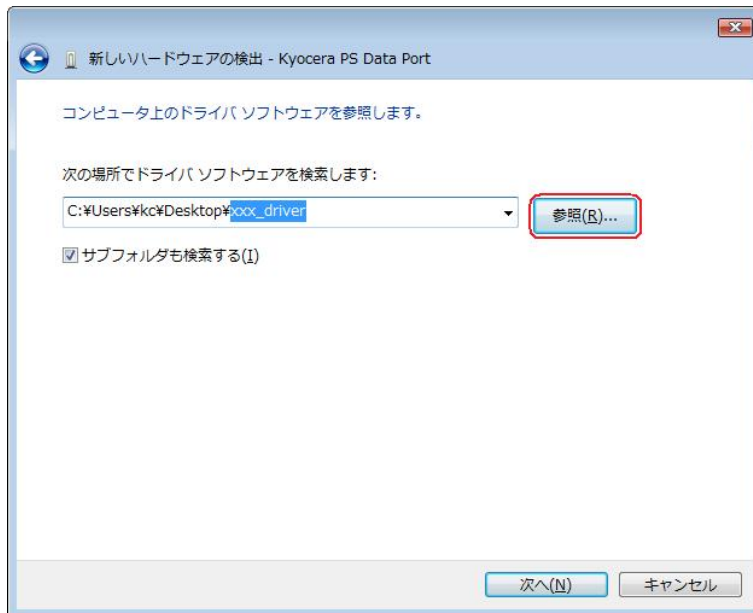 新しいハードウェアの検出 - Kyocera PS Data Port
コンピュータ上のドライバ ソフトウェアを参照します。
次の場所でドライバ ソフトウェアを検索します:
C:¥Users¥kc¥Desktop¥xxx_driver
参照(R)...
サブフォルダも検索する(I)
次へ(N)
キャンセル